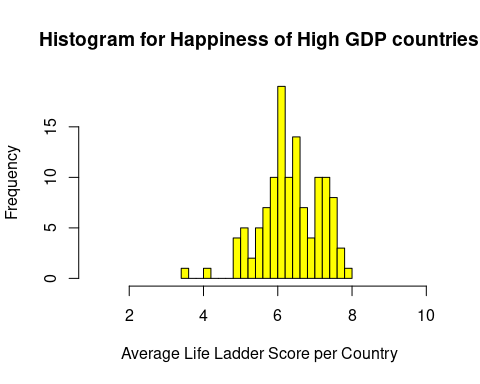 Histogram for Happiness of High GDP countries
Frequency
15
10
5
0
2 4 6 8 10
Average Life Ladder Score per Country